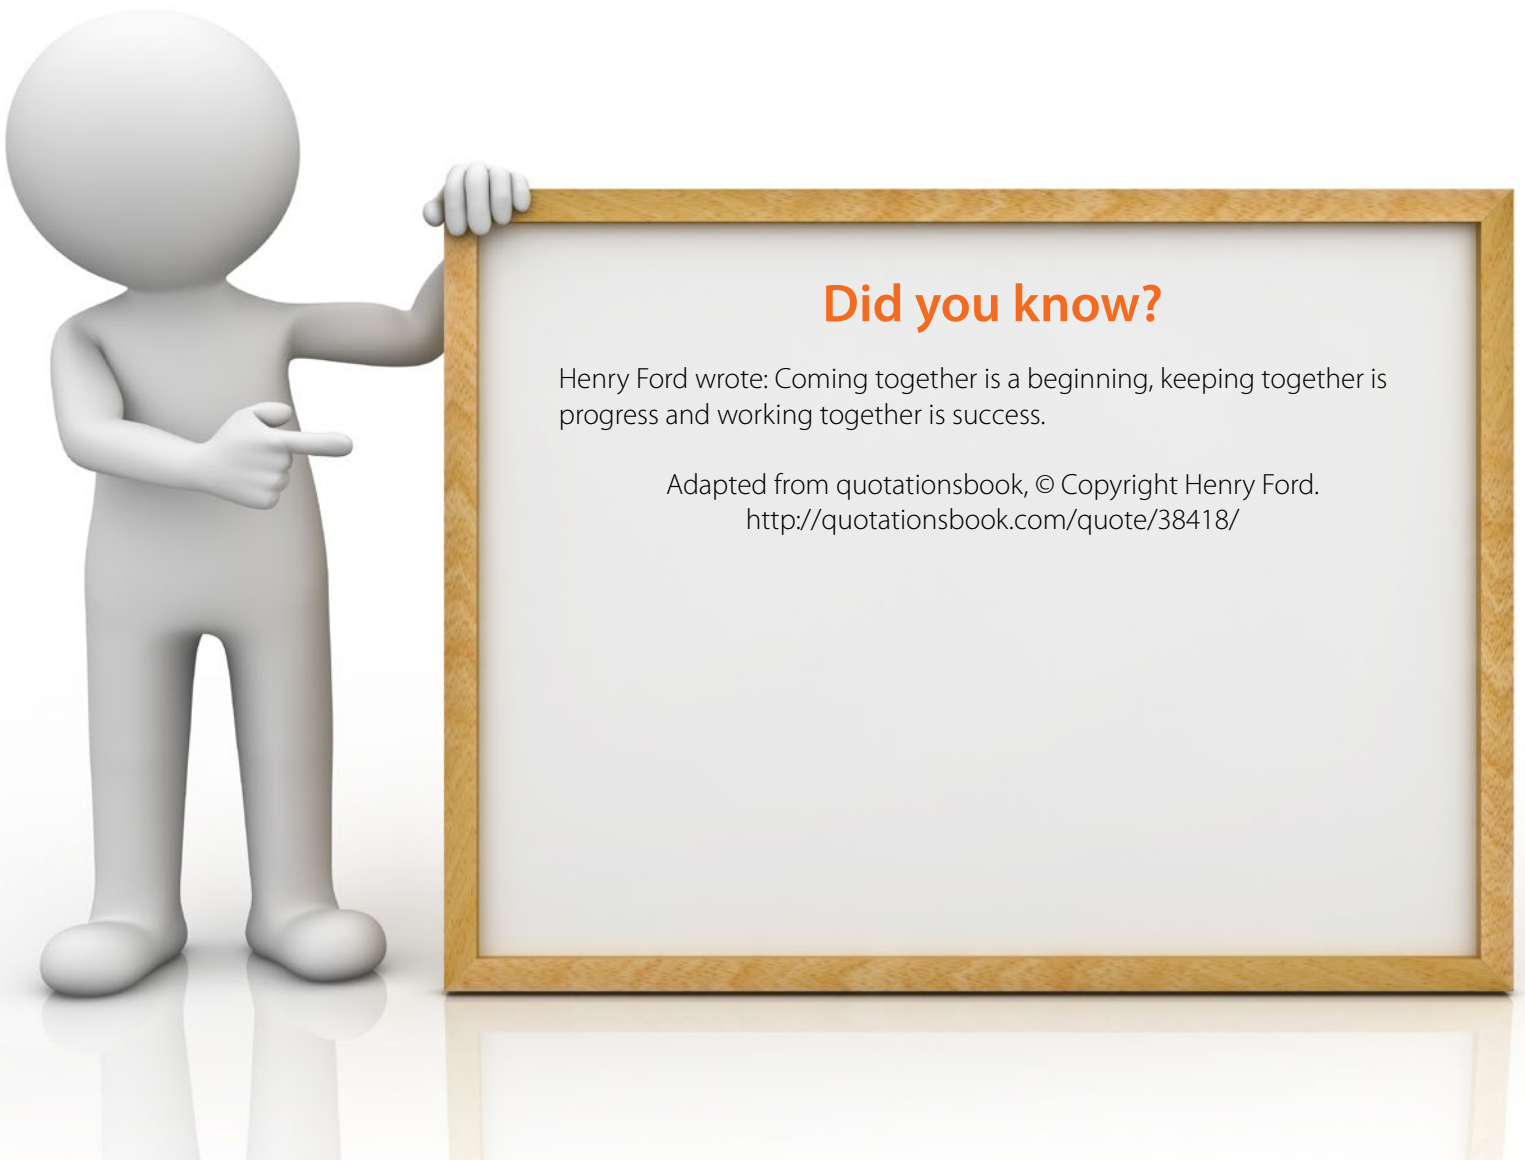 Did you know?
Henry Ford wrote: Coming together is a beginning, keeping together is
progress and working together is success.
Adapted from quotationsbook, © Copyright Henry Ford.
http://quotationsbook.com/quote/38418/